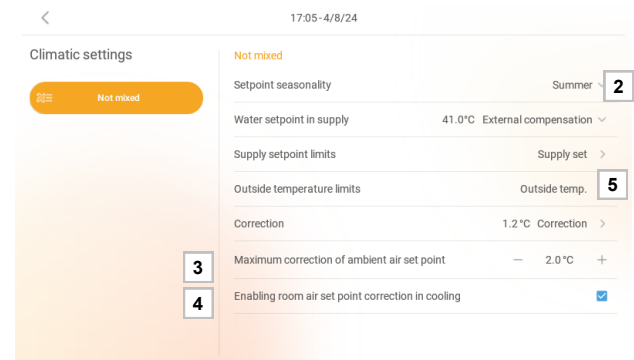 17:05-4/8/24
Climatic settings
Not mixed
Not mixed
Setpoint seasonality Summer 2
Water setpoint in supply 41.0°C External compensation
Supply setpoint limits Supply set
Outside temperature limits Outside temp. 5
Correction 1.2°C Correction
3 Maximum correction of ambient air set point − 2.0°C +
4 Enabling room air set point correction in cooling